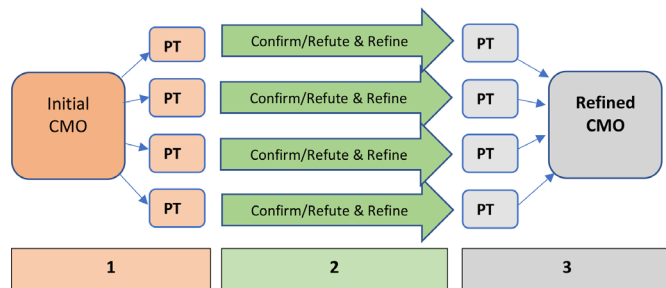 PT Confirm/Refute & Refine PT
Initial
CMO
PT Confirm/Refute & Refine PT
Refined
CMO
PT Confirm/Refute & Refine PT
PT Confirm/Refute & Refine PT
1 2 3